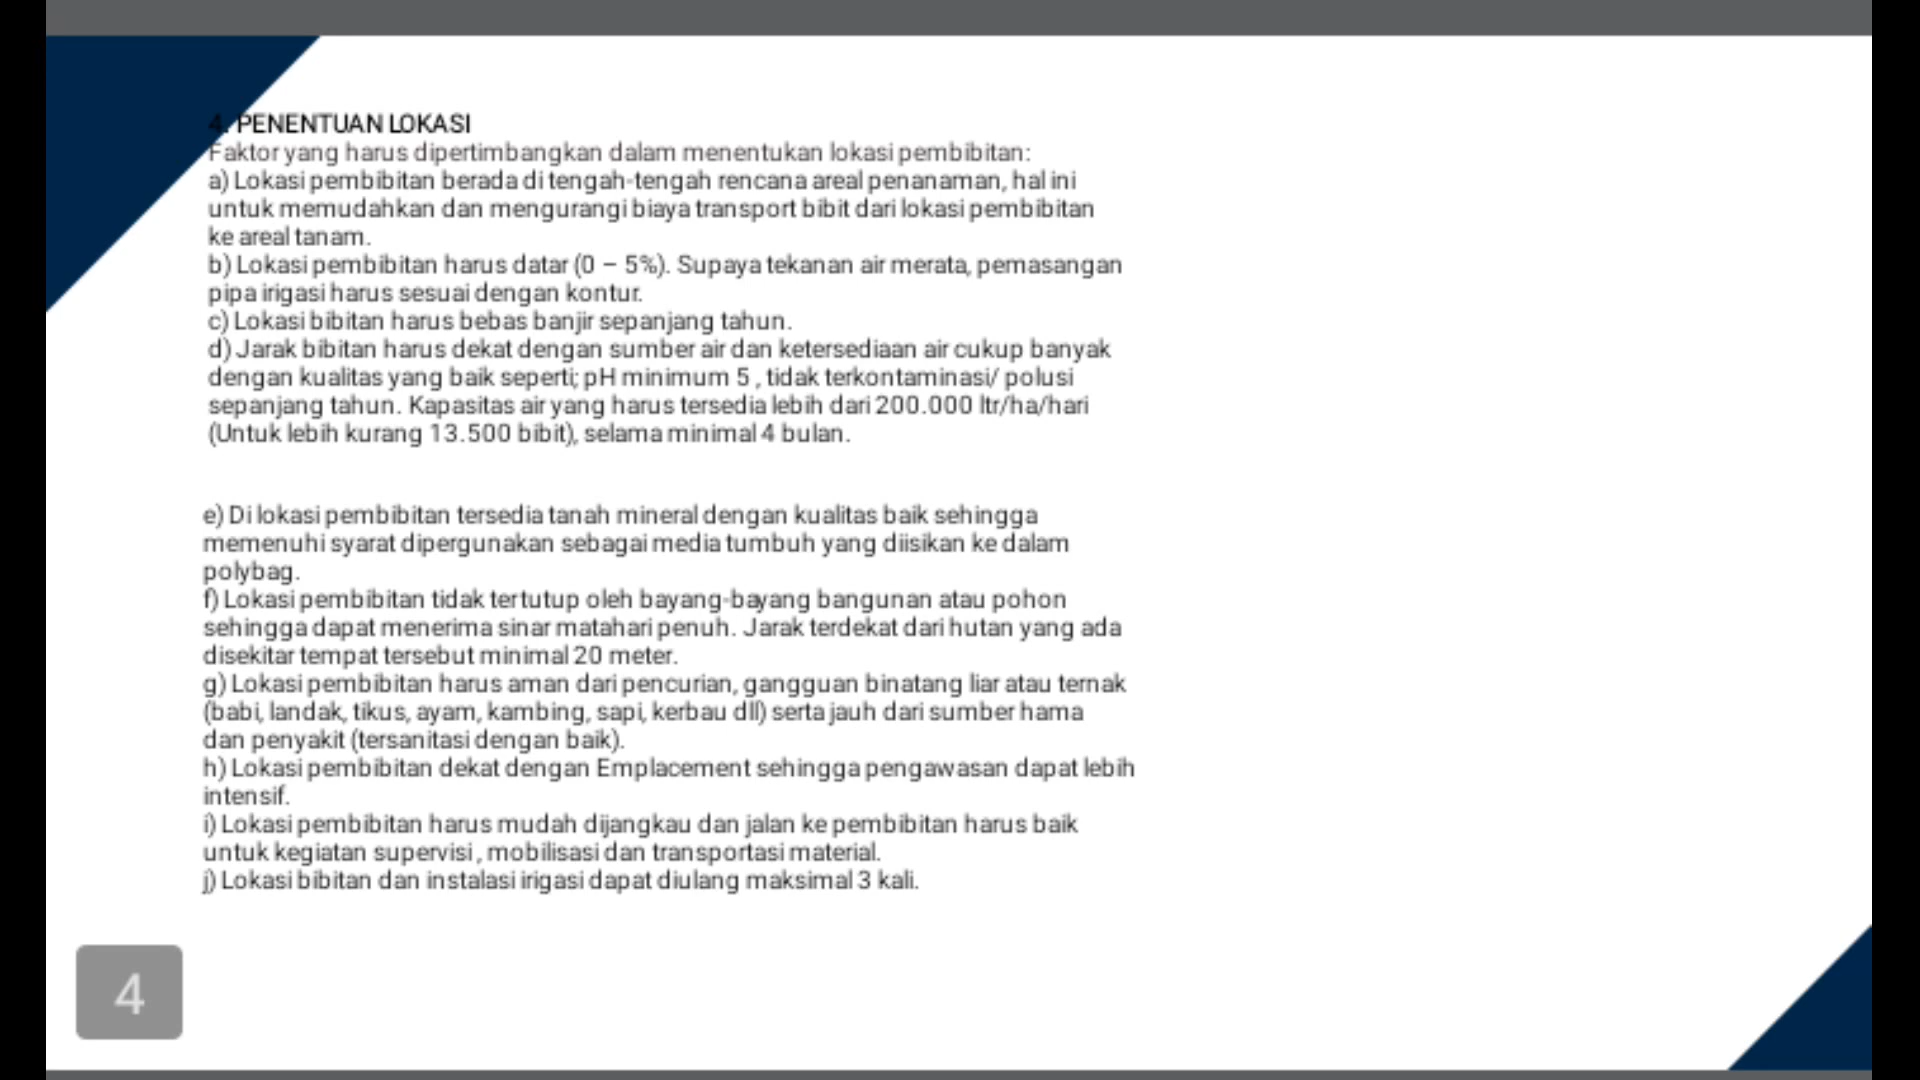 4. PENENTUAN LOKASI
Faktor yang harus dipertimbangkan dalam menentukan lokasi pembibitan:
a) Lokasi pembibitan berada di tengah-tengah rencana areal penanaman, hal ini
untuk memudahkan dan mengurangi biaya transport bibit dari lokasi pembibitan
ke areal tanam.
b) Lokasi pembibitan harus datar (0 – 5%). Supaya tekanan air merata, pemasangan
pipa irigasi harus sesuai dengan kontur.
c) Lokasi bibitan harus bebas banjir sepanjang tahun.
d) Jarak bibitan harus dekat dengan sumber air dan ketersediaan air cukup banyak
dengan kualitas yang baik seperti; pH minimum 5 , tidak terkontaminasi/ polusi
sepanjang tahun. Kapasitas air yang harus tersedia lebih dari 200.000 ltr/ha/hari
(Untuk lebih kurang 13.500 bibit), selama minimal 4 bulan.
e) Di lokasi pembibitan tersedia tanah mineral dengan kualitas baik sehingga
memenuhi syarat dipergunakan sebagai media tumbuh yang diisikan ke dalam
polybag.
f) Lokasi pembibitan tidak tertutup oleh bayang-bayang bangunan atau pohon
sehingga dapat menerima sinar matahari penuh. Jarak terdekat dari hutan yang ada
disekitar tempat tersebut minimal 20 meter.
g) Lokasi pembibitan harus aman dari pencurian, gangguan binatang liar atau ternak
(babi, landak, tikus, ayam, kambing, sapi, kerbau dll) serta jauh dari sumber hama
dan penyakit (tersanitasi dengan baik).
h) Lokasi pembibitan dekat dengan Emplacement sehingga pengawasan dapat lebih
intensif.
i) Lokasi pembibitan harus mudah dijangkau dan jalan ke pembibitan harus baik
untuk kegiatan supervisi , mobilisasi dan transportasi material.
j) Lokasi bibitan dan instalasi irigasi dapat diulang maksimal 3 kali.
4